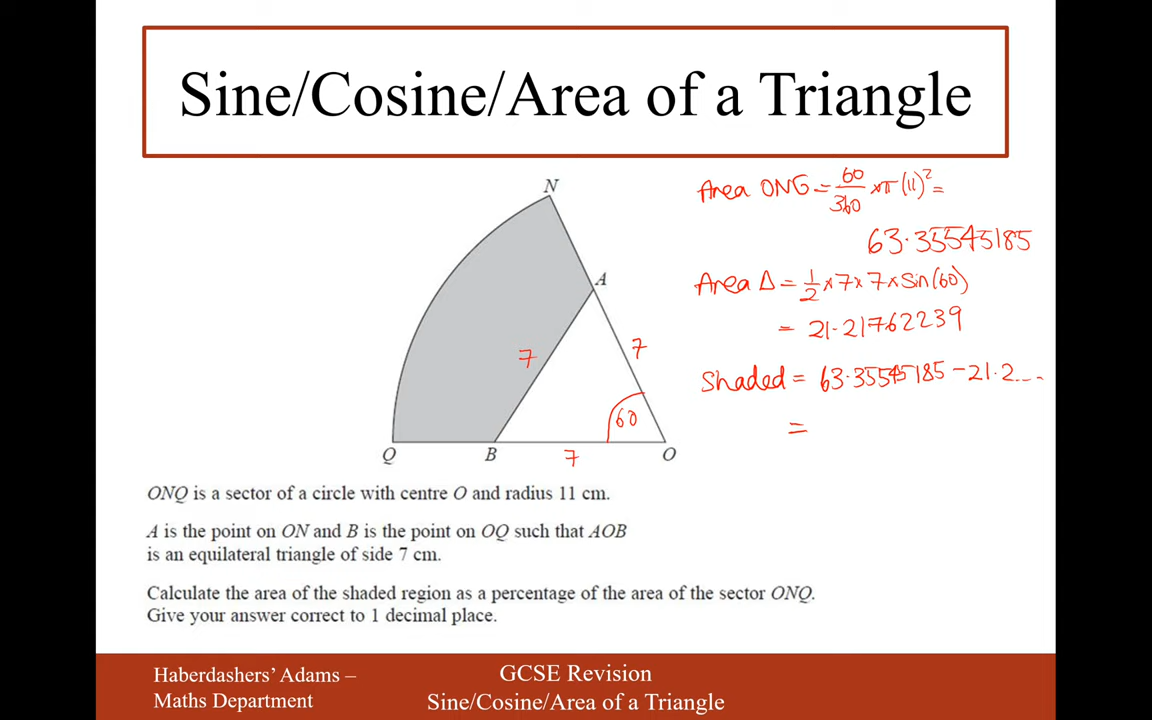 Sine/Cosine/Area of a Triangle
N
A
Q
B
O
7
7
7
60
Area ONG = 60/360 × π (11)² =
63.35545185
Area Δ = 1/2 × 7 × 7 × Sin(60)
= 21.21762239
Shaded = 63.35545185 - 21.2....
=
ONQ is a sector of a circle with centre O and radius 11 cm.
A is the point on ON and B is the point on OQ such that AOB
is an equilateral triangle of side 7 cm.
Calculate the area of the shaded region as a percentage of the area of the sector ONQ.
Give your answer correct to 1 decimal place.
Haberdashers' Adams –
Maths Department
GCSE Revision
Sine/Cosine/Area of a Triangle